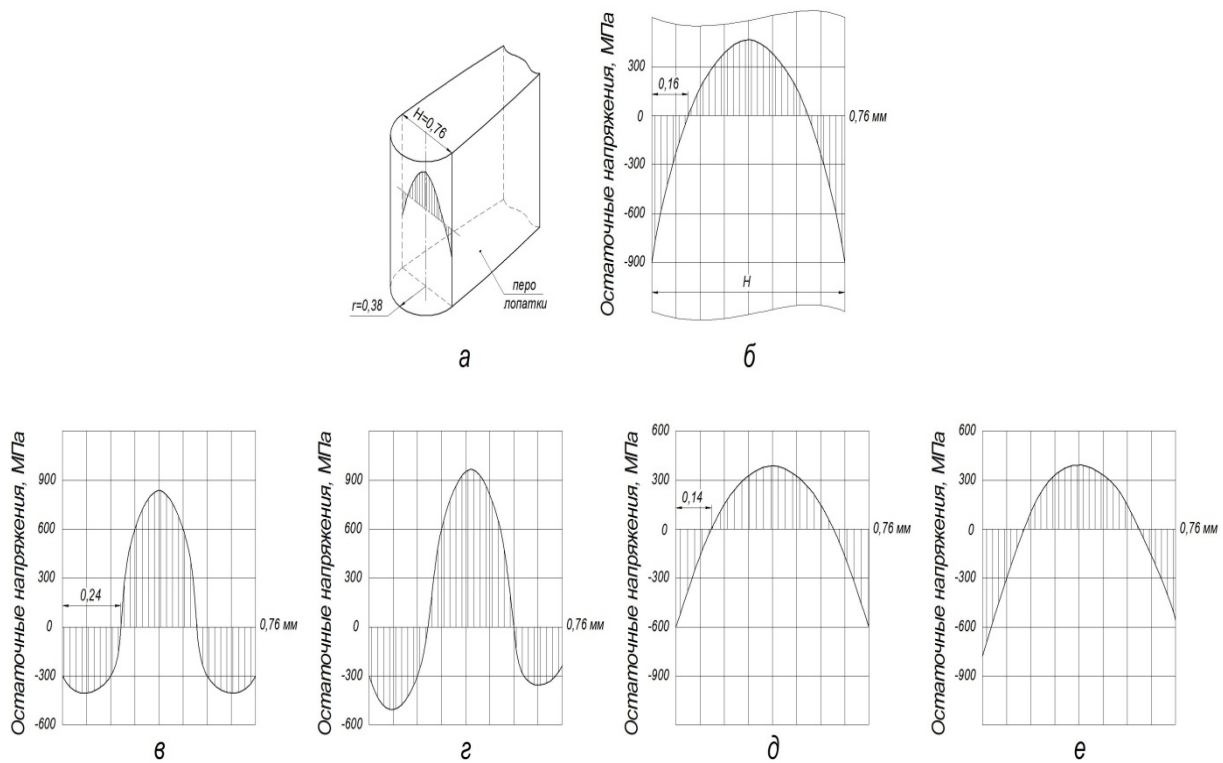 H=0,76
r=0,38
перо
лопатки
а
Остаточные напряжения, МПа
300
0
-300
-600
-900
0,16
0,76 мм
H
б
Остаточные напряжения, МПа
900
600
300
0
-300
-600
0,24
0,76 мм
в
Остаточные напряжения, МПа
900
600
300
0
-300
-600
0,76 мм
г
Остаточные напряжения, МПа
600
300
0
-300
-600
-900
0,14
0,76 мм
д
Остаточные напряжения, МПа
600
300
0
-300
-600
-900
0,76 мм
е